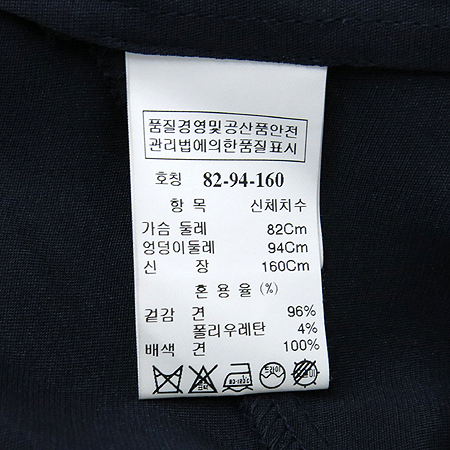 품질경영및공산품안전
관리법에의한품질표시
호칭 82-94-160
항 목 신체치수
가슴 둘레 82Cm
엉덩이둘레 94Cm
신 장 160Cm
혼 용 율 (%)
겉감 견 96%
폴리우레탄 4%
배색 견 100%
드라이